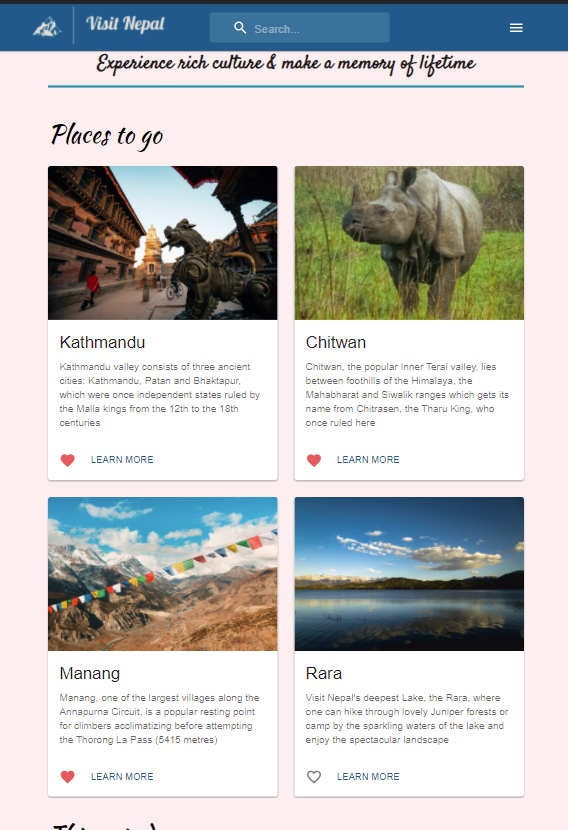 Visit Nepal
Search...
Experience rich culture & make a memory of lifetime
Places to go
Kathmandu
Kathmandu valley consists of three ancient
cities: Kathmandu, Patan and Bhaktapur,
which were once independent states ruled by
the Malla kings from the 12th to the 18th
centuries
LEARN MORE
Chitwan
Chitwan, the popular Inner Terai valley, lies
between foothills of the Himalaya, the
Mahabharat and Siwalik ranges which gets its
name from Chitrasen, the Tharu King, who
once ruled here
LEARN MORE
Manang
Manang, one of the largest villages along the
Annapurna Circuit, is a popular resting point
for climbers acclimatizing before attempting
the Thorong La Pass (5415 metres)
LEARN MORE
Rara
Visit Nepal's deepest Lake, the Rara, where
one can hike through lovely Juniper forests or
camp by the sparkling waters of the lake and
enjoy the spectacular landscape
LEARN MORE